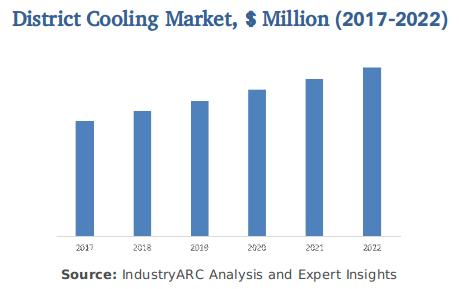 District Cooling Market, $ Million (2017-2022)
2017 2018 2019 2020 2021 2022
Source: IndustryARC Analysis and Expert Insights